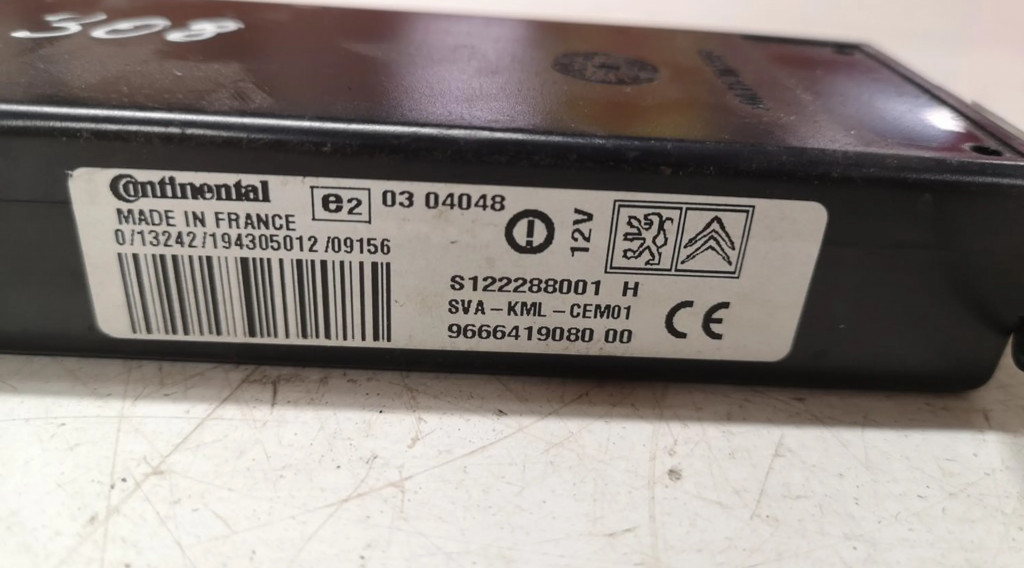 308
Continental
MADE IN FRANCE
0/13242/194305012/09156
e2 03 04048
12V
S122288001 H
SVA-KML-CEM01
9666419080 00
CE